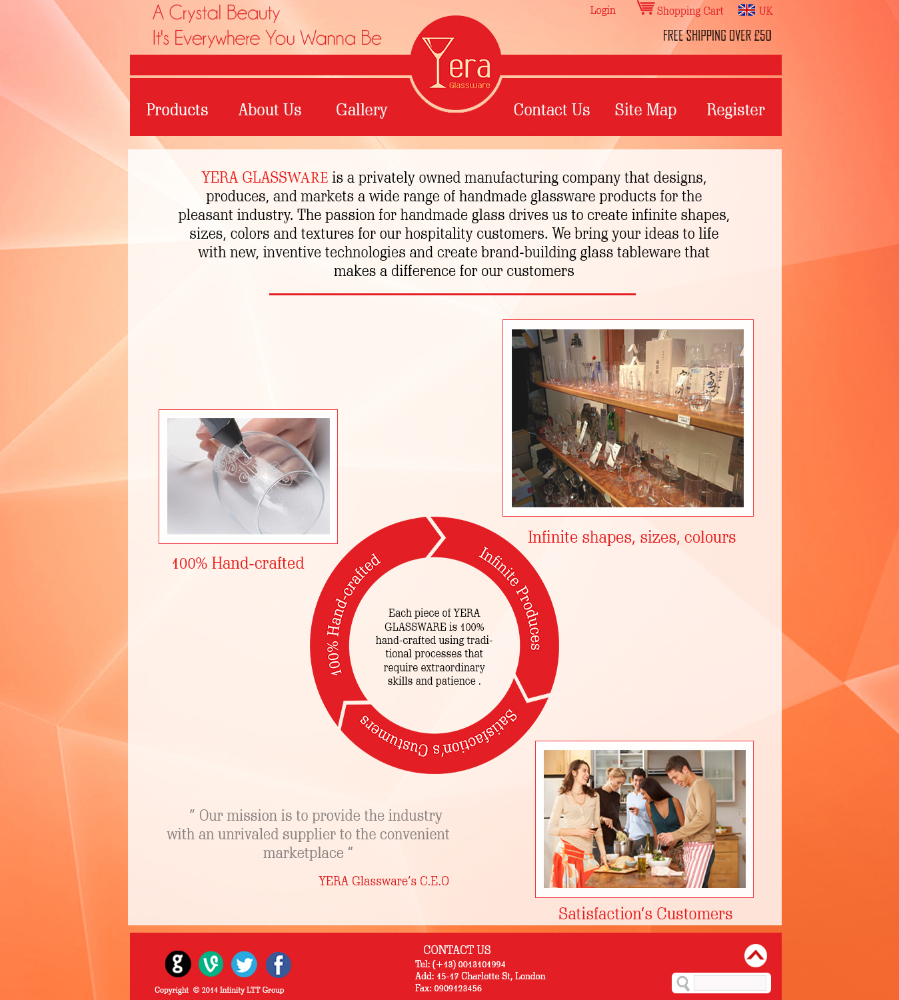 A Crystal Beauty
It's Everywhere You Wanna Be
Login
Shopping Cart
UK
FREE SHIPPING OVER £50
Yera
Glassware
Products
About Us
Gallery
Contact Us
Site Map
Register
YERA GLASSWARE is a privately owned manufacturing company that designs,
produces, and markets a wide range of handmade glassware products for the
pleasant industry. The passion for handmade glass drives us to create infinite shapes,
sizes, colors and textures for our hospitality customers. We bring your ideas to life
with new, inventive technologies and create brand-building glass tableware that
makes a difference for our customers
Infinite shapes, sizes, colours
100% Hand-crafted
100% Hand-crafted
Infinite Produces
Satisfaction's Custumers
Each piece of YERA
GLASSWARE is 100%
hand-crafted using tradi-
tional processes that
require extraordinary
skills and patience .
" Our mission is to provide the industry
with an unrivaled supplier to the convenient
marketplace "
YERA Glassware's C.E.O
Satisfaction's Customers
CONTACT US
Tel: (+13) 0013101994
Add: 15-17 Charlotte St, London
Fax: 0909123456
Copyright © 2014 Infinity LTT Group